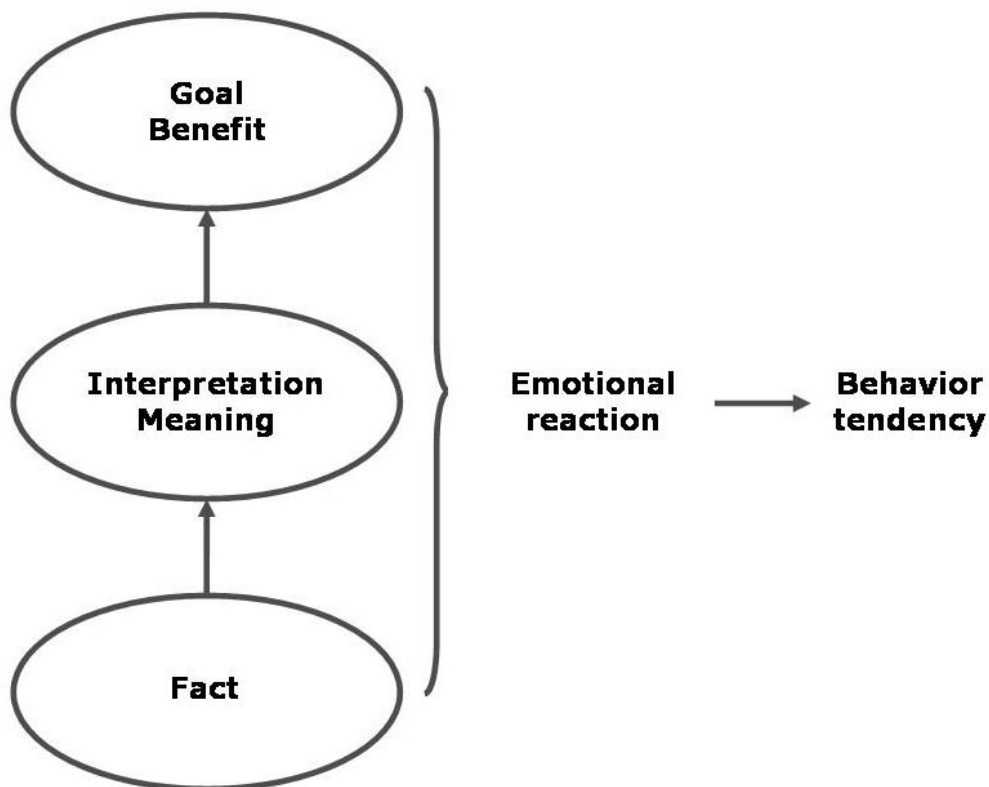 Goal
Benefit
Interpretation
Meaning
Emotional
reaction
Behavior
tendency
Fact